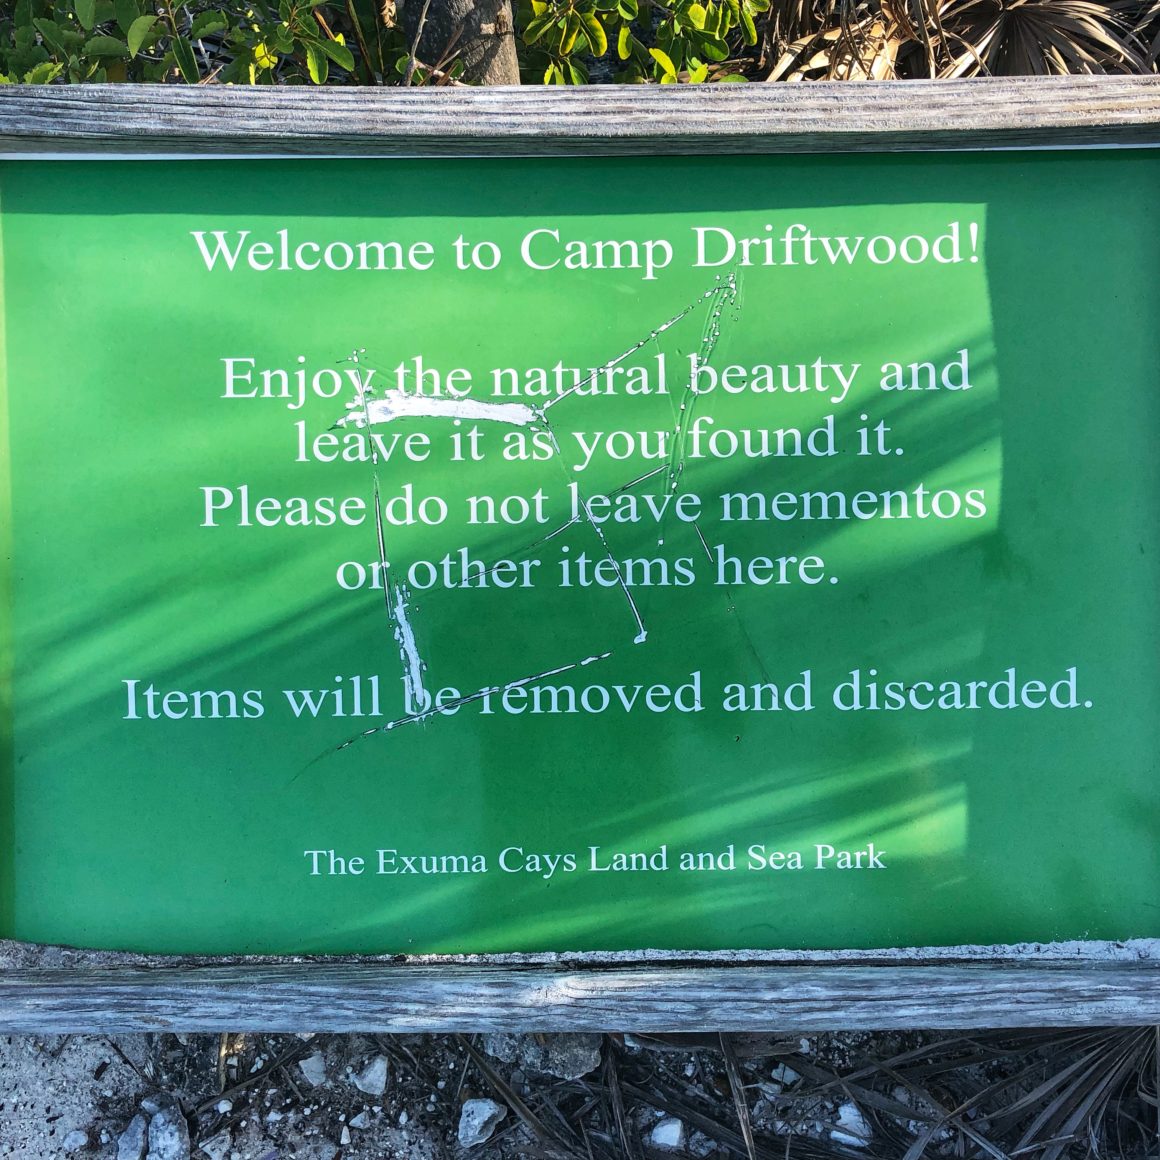 Welcome to Camp Driftwood!
Enjoy the natural beauty and
leave it as you found it.
Please do not leave mementos
or other items here.
Items will be removed and discarded.
The Exuma Cays Land and Sea Park